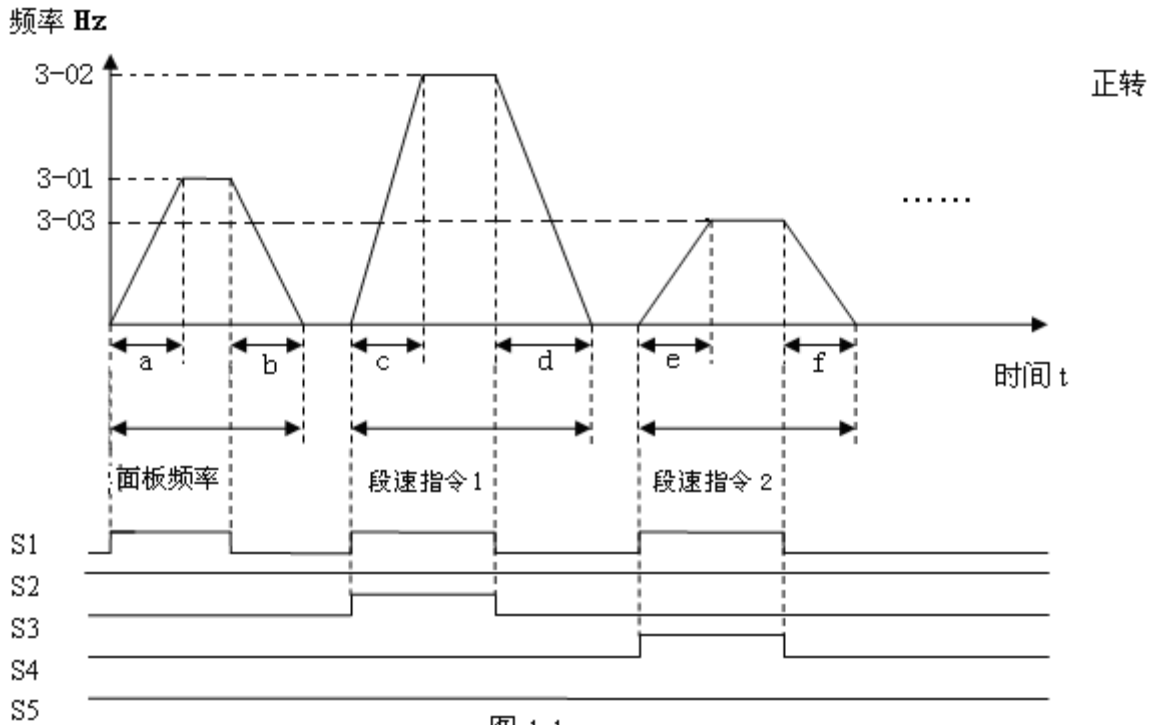 频率 Hz
3-02
正转
3-01
3-03
......
a
b
c
d
e
f
时间 t
面板频率
段速指令1
段速指令2
S1
S2
S3
S4
S5